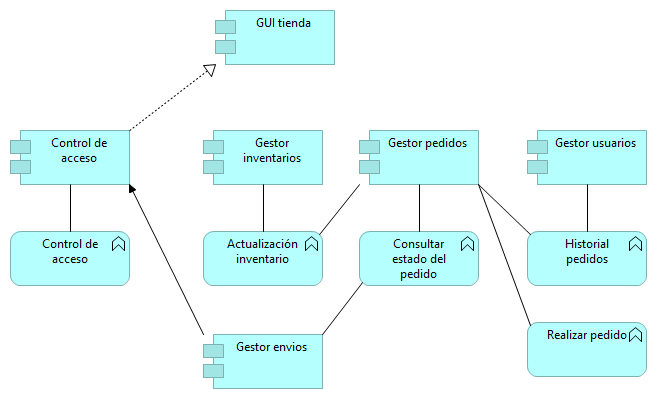 GUI tienda
Control de
acceso
Gestor
inventarios
Gestor pedidos
Gestor usuarios
Control de
acceso
Actualización
inventario
Consultar
estado del
pedido
Historial
pedidos
Realizar pedido
Gestor envios